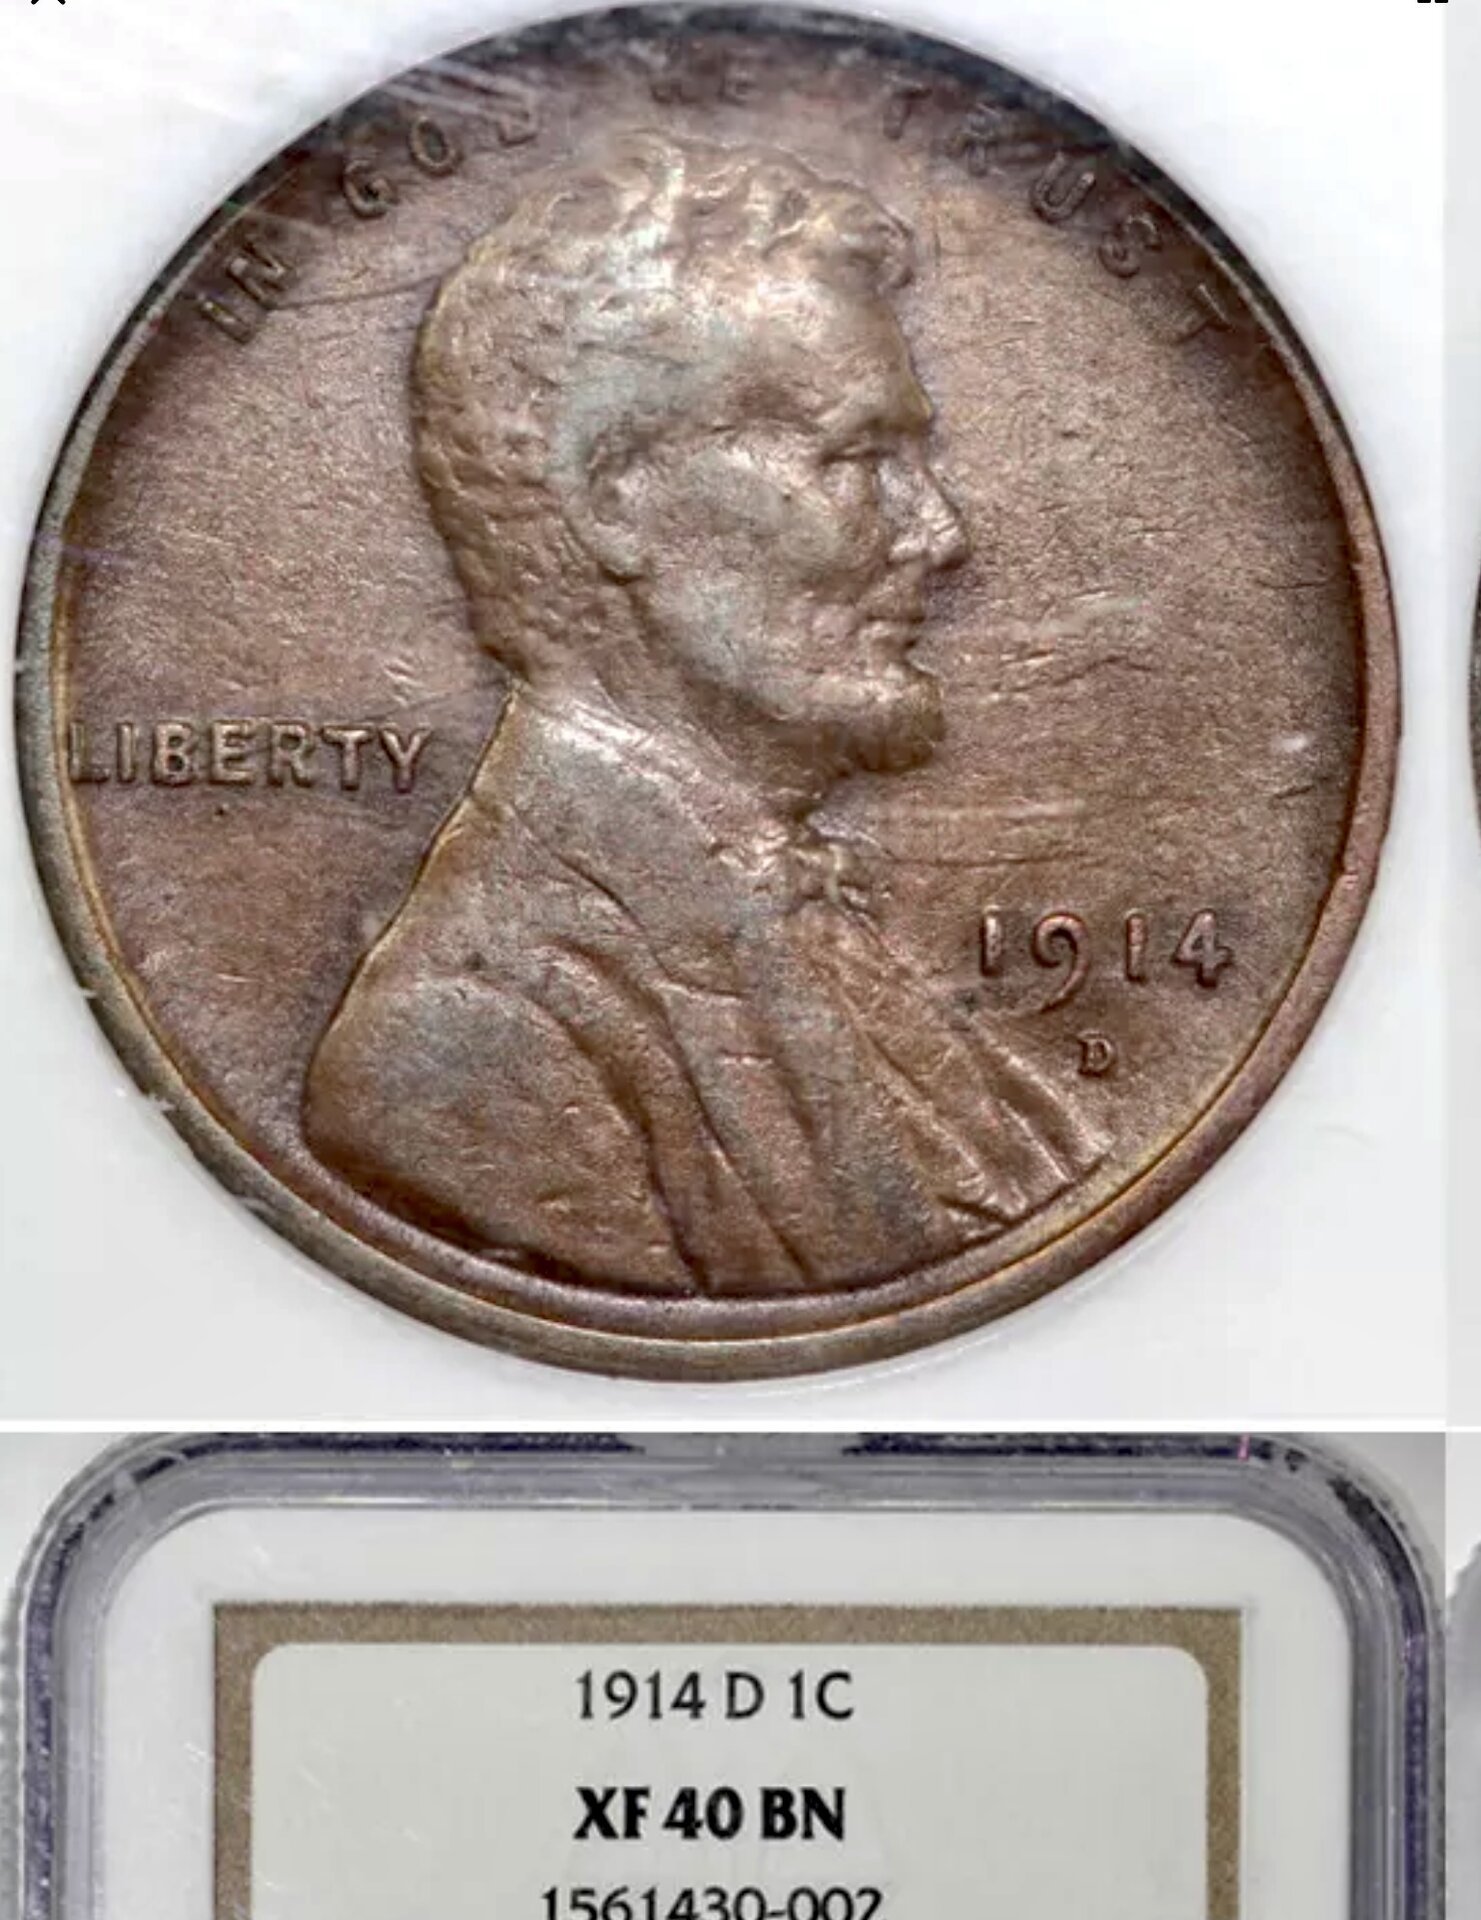 IN GOD WE TRUST
LIBERTY
1914
D
1914 D 1C
XF 40 BN
1561430-002